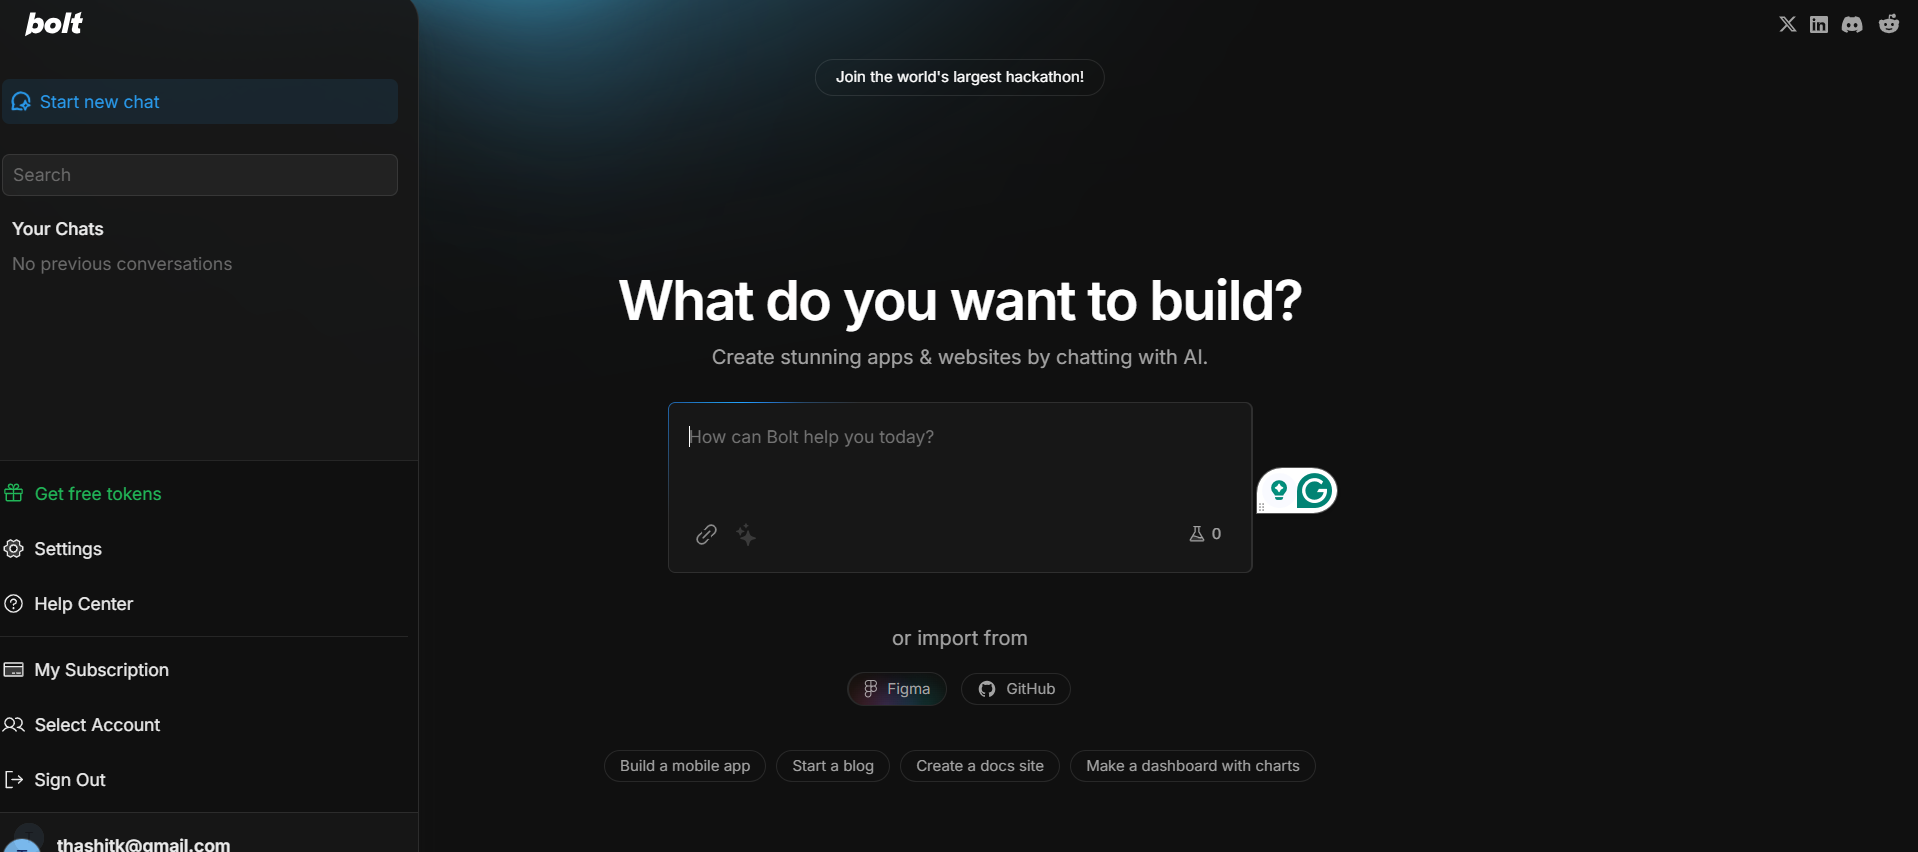 bolt
Start new chat
Search
Your Chats
No previous conversations
Get free tokens
Settings
Help Center
My Subscription
Select Account
Sign Out
thashitk@gmail.com
Join the world's largest hackathon!
What do you want to build?
Create stunning apps & websites by chatting with AI.
How can Bolt help you today?
0
or import from
Figma
GitHub
Build a mobile app
Start a blog
Create a docs site
Make a dashboard with charts